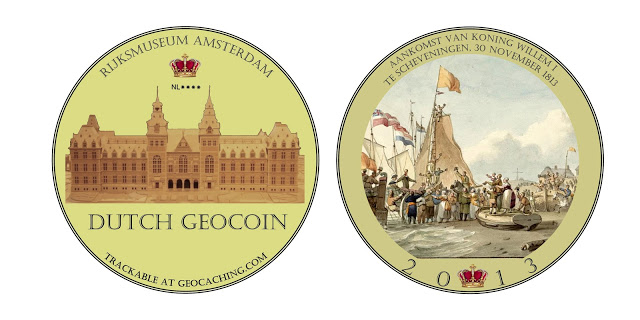 RIJKSMUSEUM AMSTERDAM
NL****
DUTCH GEOCOIN
TRACKABLE AT GEOCACHING.COM
AANKOMST VAN KONING WILLEM I
TE SCHEVENINGEN, 30 NOVEMBER 1813
2013